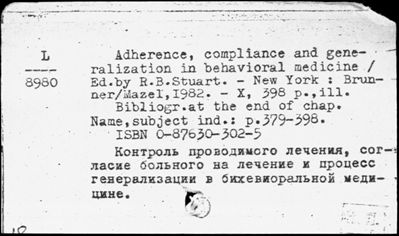 L
8980
Adherence, compliance and gene-
ralization in behavioral medicine /
Ed.by R.B.Stuart. - New York : Brun-
ner/Mazel,1982. - X, 398 p.,ill.
Bibliogr.at the end of chap.
Name,subject ind.: p.379-398.
ISBN 0-87630-302-5
Контроль проводимого лечения, сог-
ласие больного на лечение и процесс
генерализации в бихевиоральной меди-
цине.